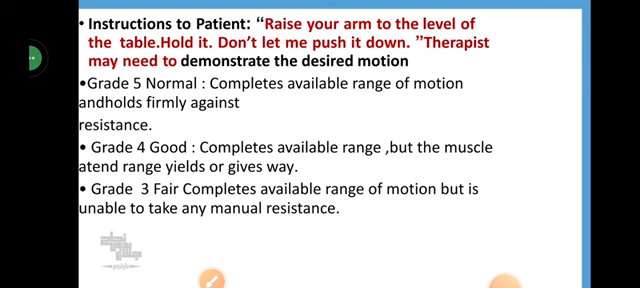 • Instructions to Patient: “Raise your arm to the level of
the table.Hold it. Don't let me push it down. ”Therapist
may need to demonstrate the desired motion
•Grade 5 Normal : Completes available range of motion
andholds firmly against
resistance.
• Grade 4 Good : Completes available range ,but the muscle
atend range yields or gives way.
• Grade 3 Fair Completes available range of motion but is
unable to take any manual resistance.